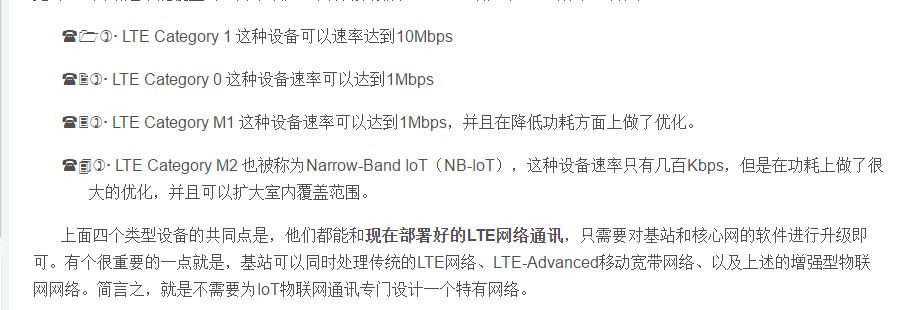 ☎🗁①· LTE Category 1 这种设备可以速率达到10Mbps
☎🖹①· LTE Category 0 这种设备速率可以达到1Mbps
☎🗏①· LTE Category M1 这种设备速率可以达到1Mbps，并且在降低功耗方面上做了优化。
☎🗐①· LTE Category M2 也被称为Narrow-Band IoT（NB-IoT），这种设备速率只有几百Kbps，但是在功耗上做了很
大的优化，并且可以扩大室内覆盖范围。
上面四个类型设备的共同点是，他们都能和现在部署好的LTE网络通讯，只需要对基站和核心网的软件进行升级即
可。有个很重要的一点就是，基站可以同时处理传统的LTE网络、LTE-Advanced移动宽带网络、以及上述的增强型物联
网网络。简言之，就是不需要为IoT物联网通讯专门设计一个特有网络。